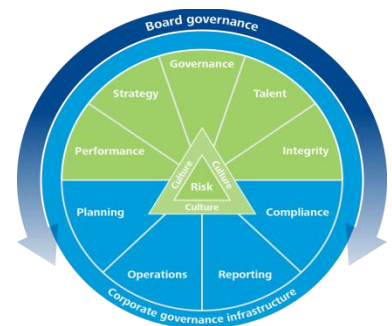 Board governance
Governance
Strategy
Talent
Performance
Integrity
Culture
Culture
Risk
Culture
Planning
Compliance
Operations
Reporting
Corporate governance infrastructure